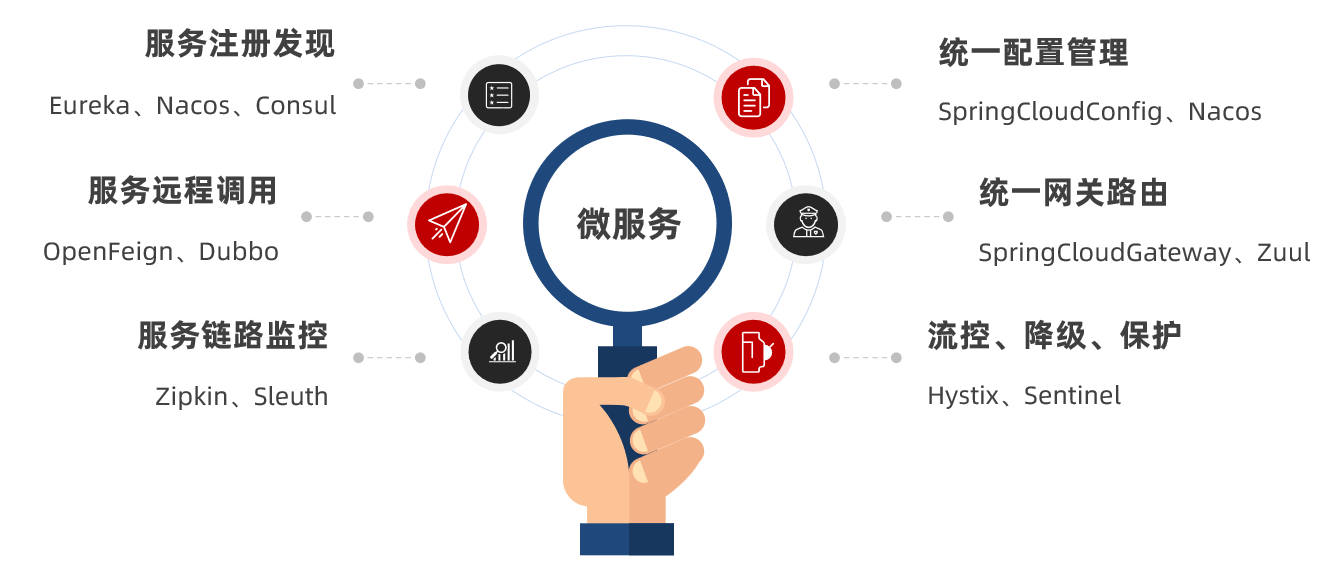 服务注册发现
Eureka、Nacos、Consul
服务远程调用
OpenFeign、Dubbo
服务链路监控
Zipkin、Sleuth
微服务
统一配置管理
SpringCloudConfig、Nacos
统一网关路由
SpringCloudGateway、Zuul
流控、降级、保护
Hystix、Sentinel